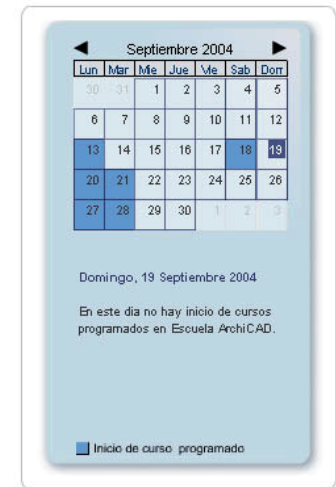 Septiembre 2004
Lun Mar Mie Jue Vie Sab Dom
30 31 1 2 3 4 5
6 7 8 9 10 11 12
13 14 15 16 17 18 19
20 21 22 23 24 25 26
27 28 29 30 1 2 3
Domingo, 19 Septiembre 2004
En este dia no hay inicio de cursos
programados en Escuela ArchiCAD.
Inicio de curso programado